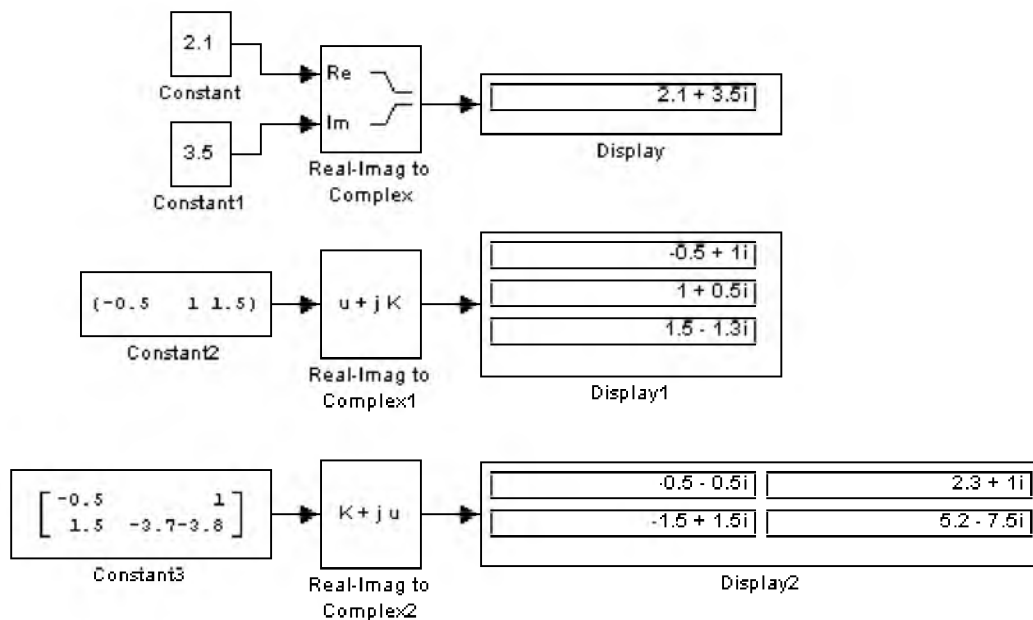 2.1
Constant
3.5
Constant1
Re
Im
Real-Imag to
Complex
2.1 + 3.5i
Display
(-0.5 1 1.5)
Constant2
u + j K
Real-Imag to
Complex1
-0.5 + 1i
1 + 0.5i
1.5 - 1.3i
Display1
-0.5 1
1.5 -3.7-3.8
Constant3
K + j u
Real-Imag to
Complex2
-0.5 - 0.5i 2.3 + 1i
-1.5 + 1.5i 5.2 - 7.5i
Display2